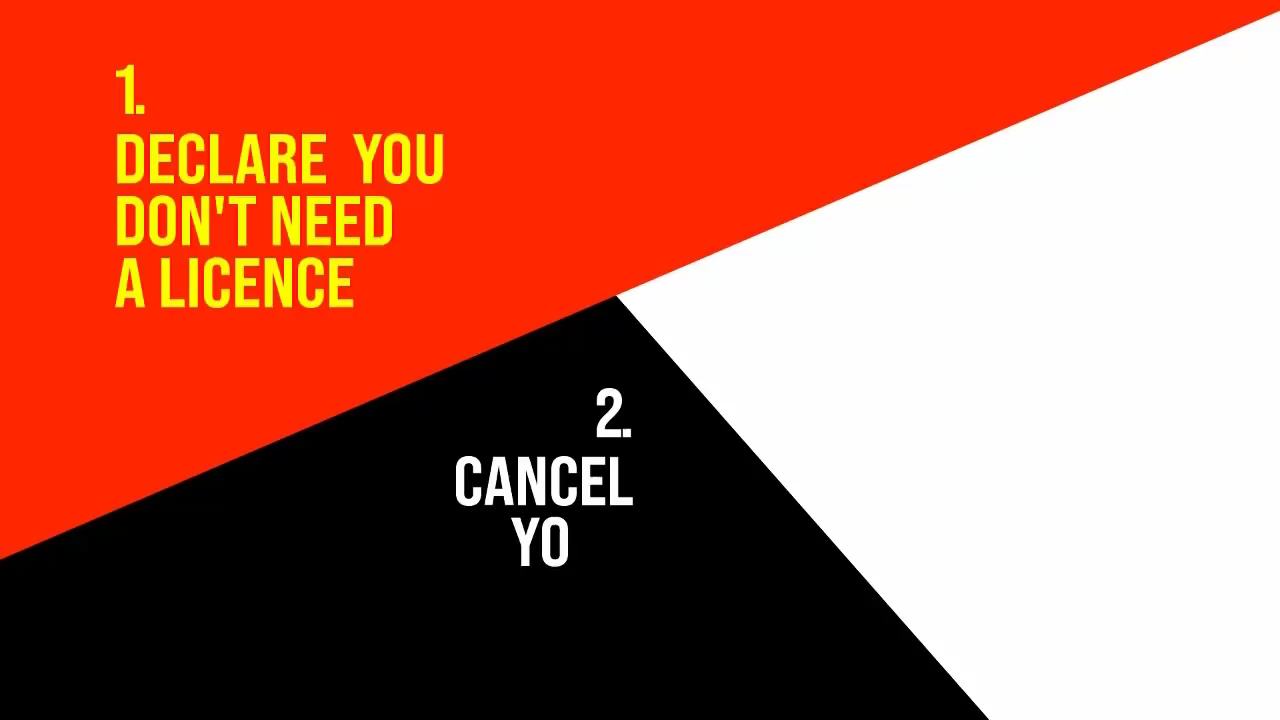 1.
DECLARE YOU
DON'T NEED
A LICENCE
2.
CANCEL
YO